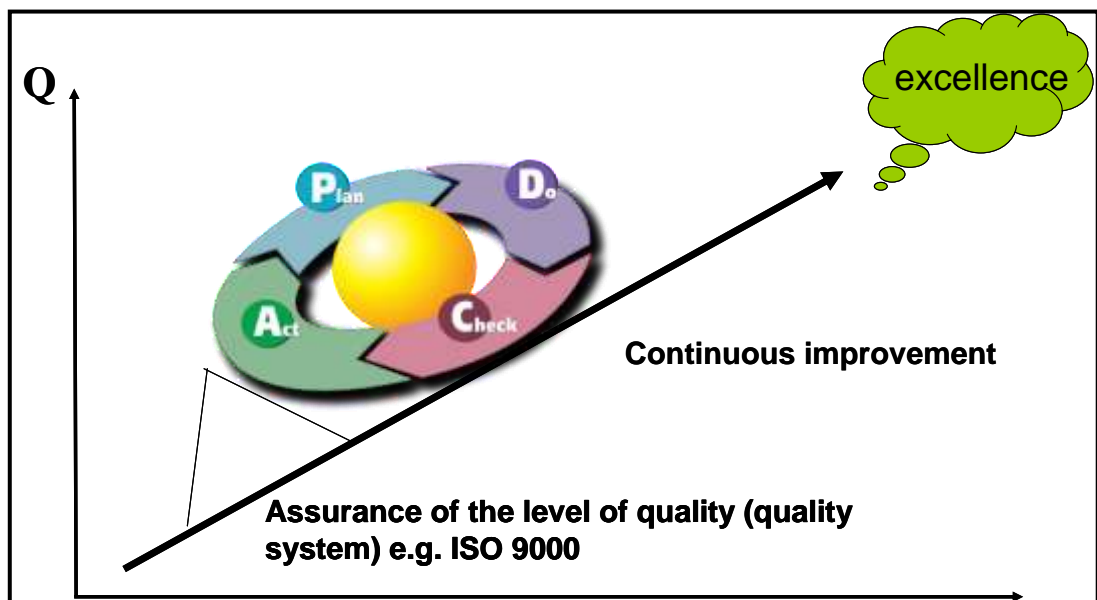 Q
excellence
Plan
Do
Act
Check
Continuous improvement
Assurance of the level of quality (quality
system) e.g. ISO 9000